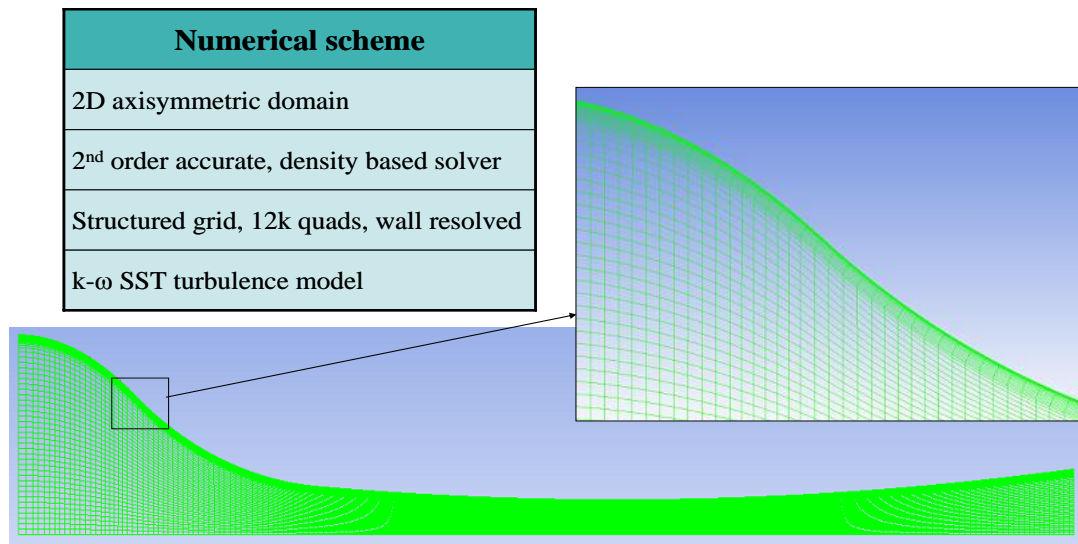 Numerical scheme
2D axisymmetric domain
2nd order accurate, density based solver
Structured grid, 12k quads, wall resolved
k-ω SST turbulence model